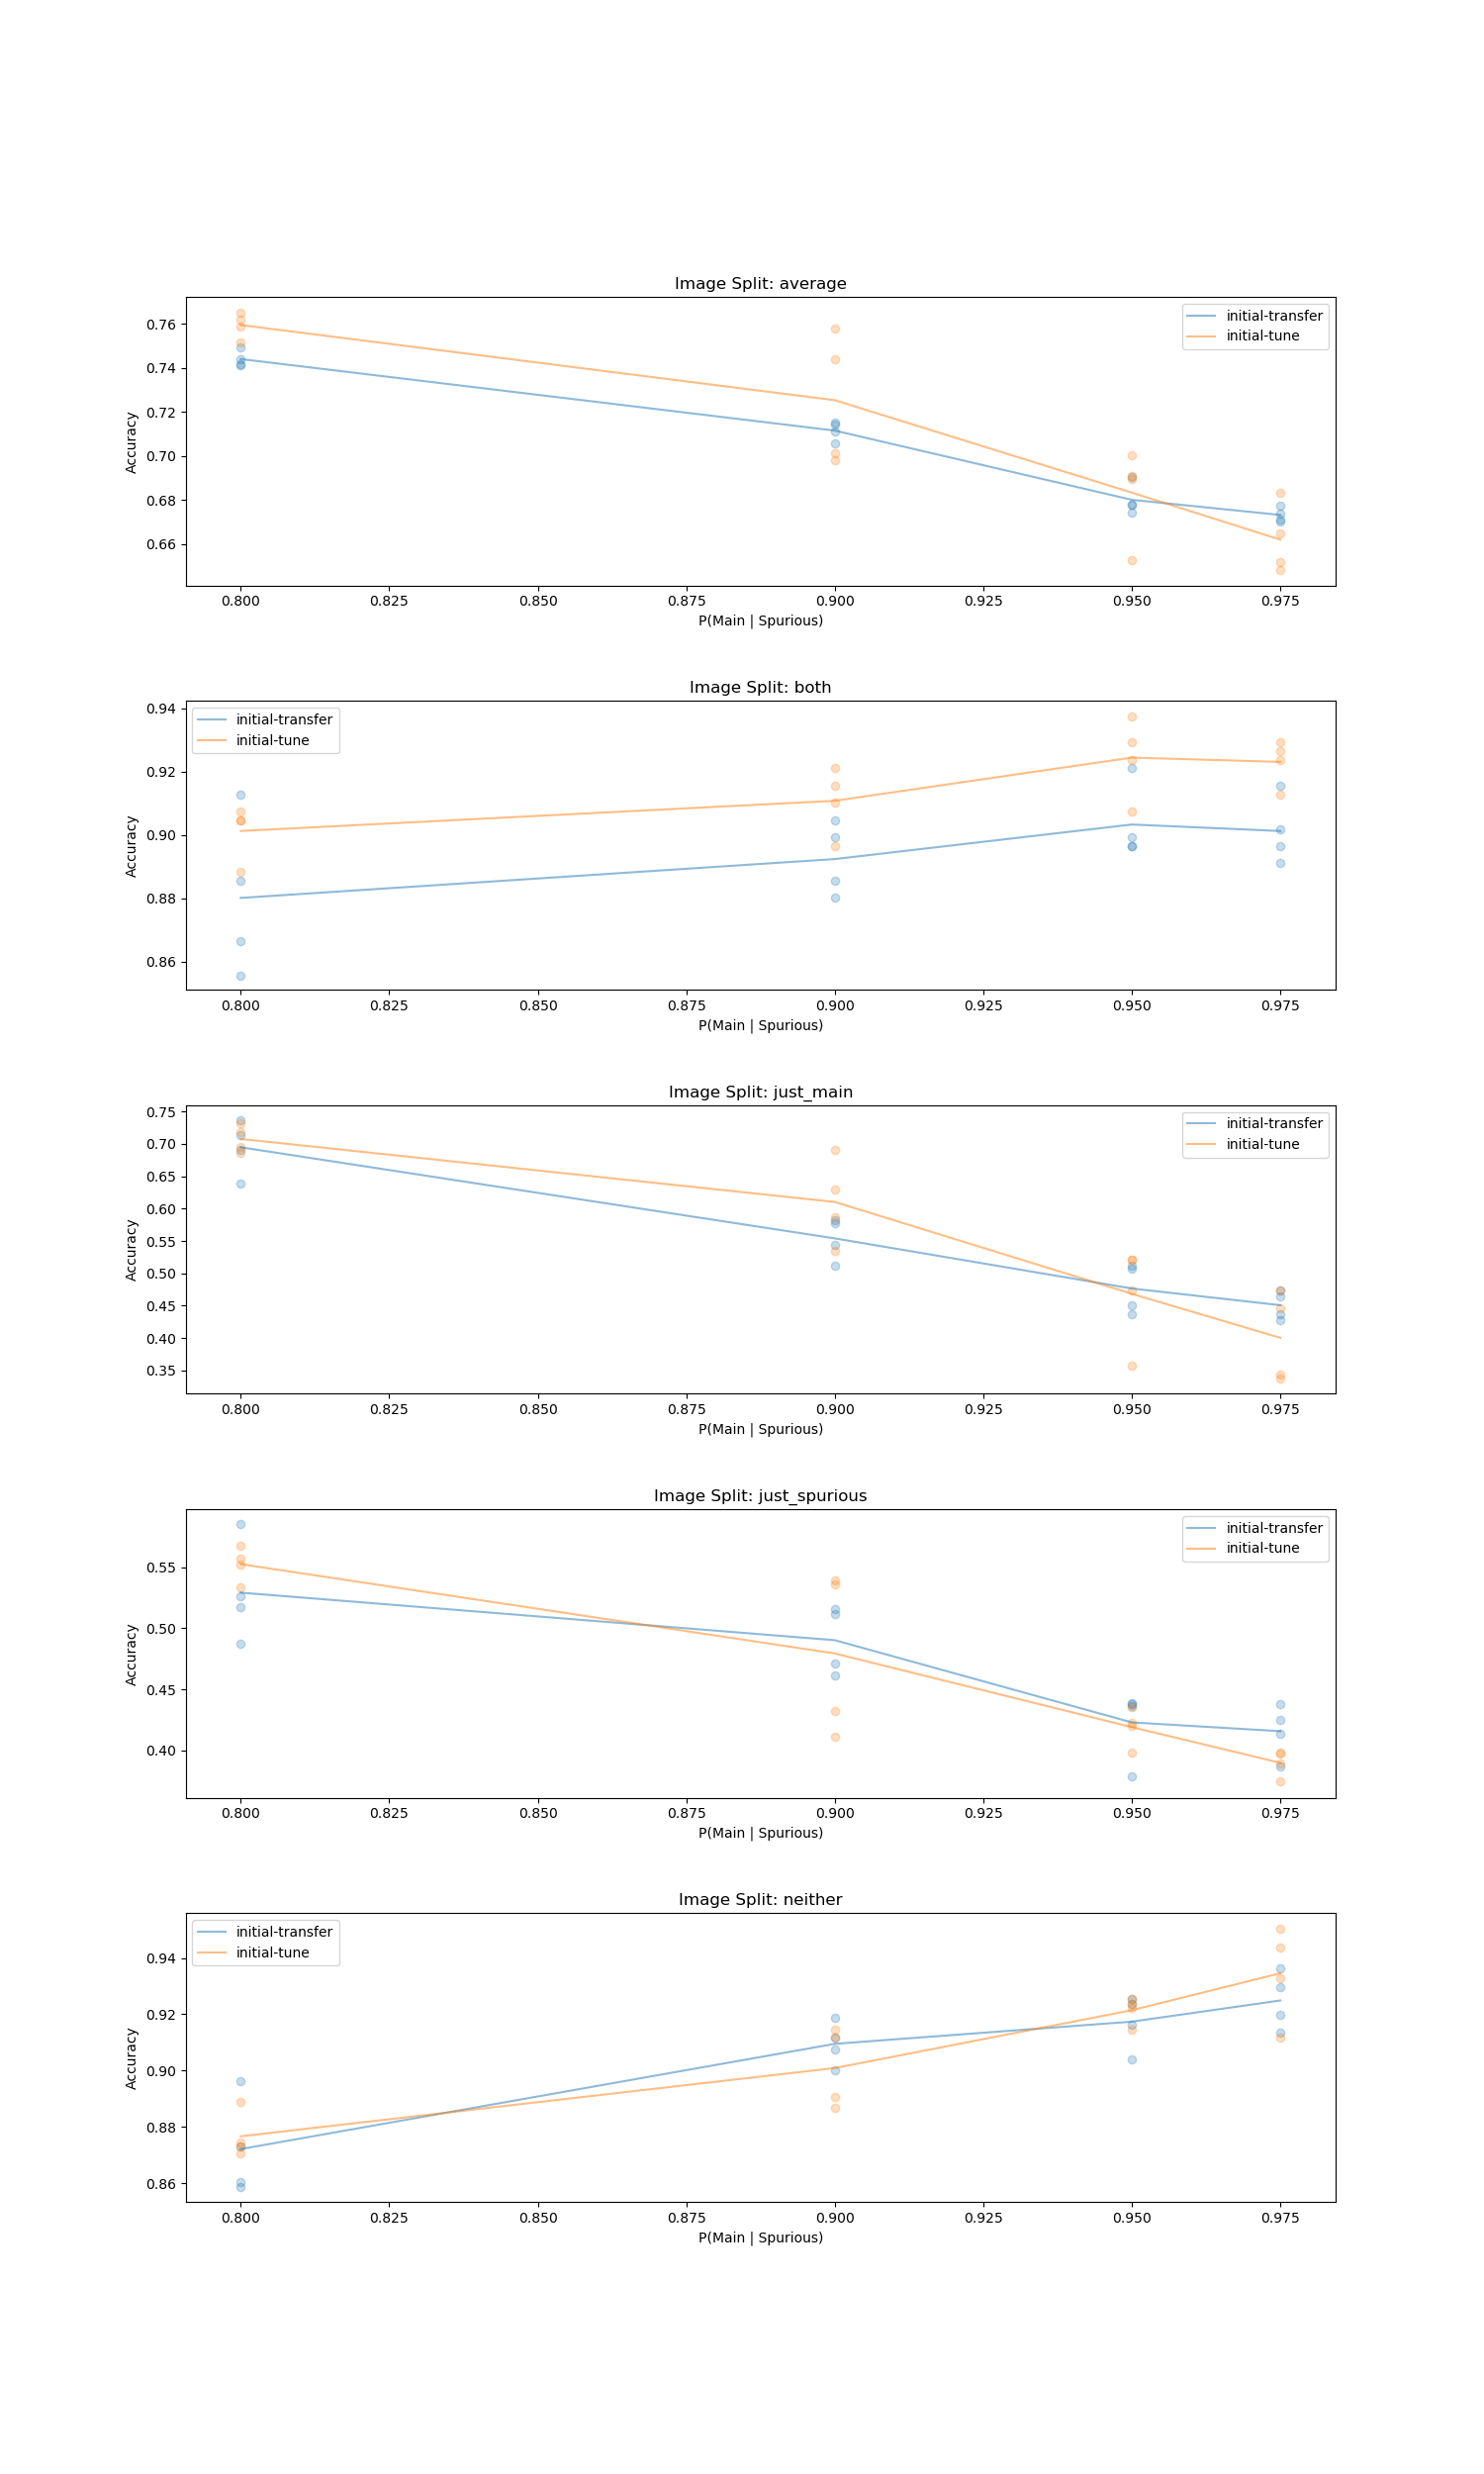 Image Split: average
initial-transfer
initial-tune
Accuracy
0.76
0.74
0.72
0.70
0.68
0.66
0.800 0.825 0.850 0.875 0.900 0.925 0.950 0.975
P(Main | Spurious)
Image Split: both
initial-transfer
initial-tune
Accuracy
0.94
0.92
0.90
0.88
0.86
0.800 0.825 0.850 0.875 0.900 0.925 0.950 0.975
P(Main | Spurious)
Image Split: just_main
initial-transfer
initial-tune
Accuracy
0.75
0.70
0.65
0.60
0.55
0.50
0.45
0.40
0.35
0.800 0.825 0.850 0.875 0.900 0.925 0.950 0.975
P(Main | Spurious)
Image Split: just_spurious
initial-transfer
initial-tune
Accuracy
0.55
0.50
0.45
0.40
0.800 0.825 0.850 0.875 0.900 0.925 0.950 0.975
P(Main | Spurious)
Image Split: neither
initial-transfer
initial-tune
Accuracy
0.94
0.92
0.90
0.88
0.86
0.800 0.825 0.850 0.875 0.900 0.925 0.950 0.975
P(Main | Spurious)